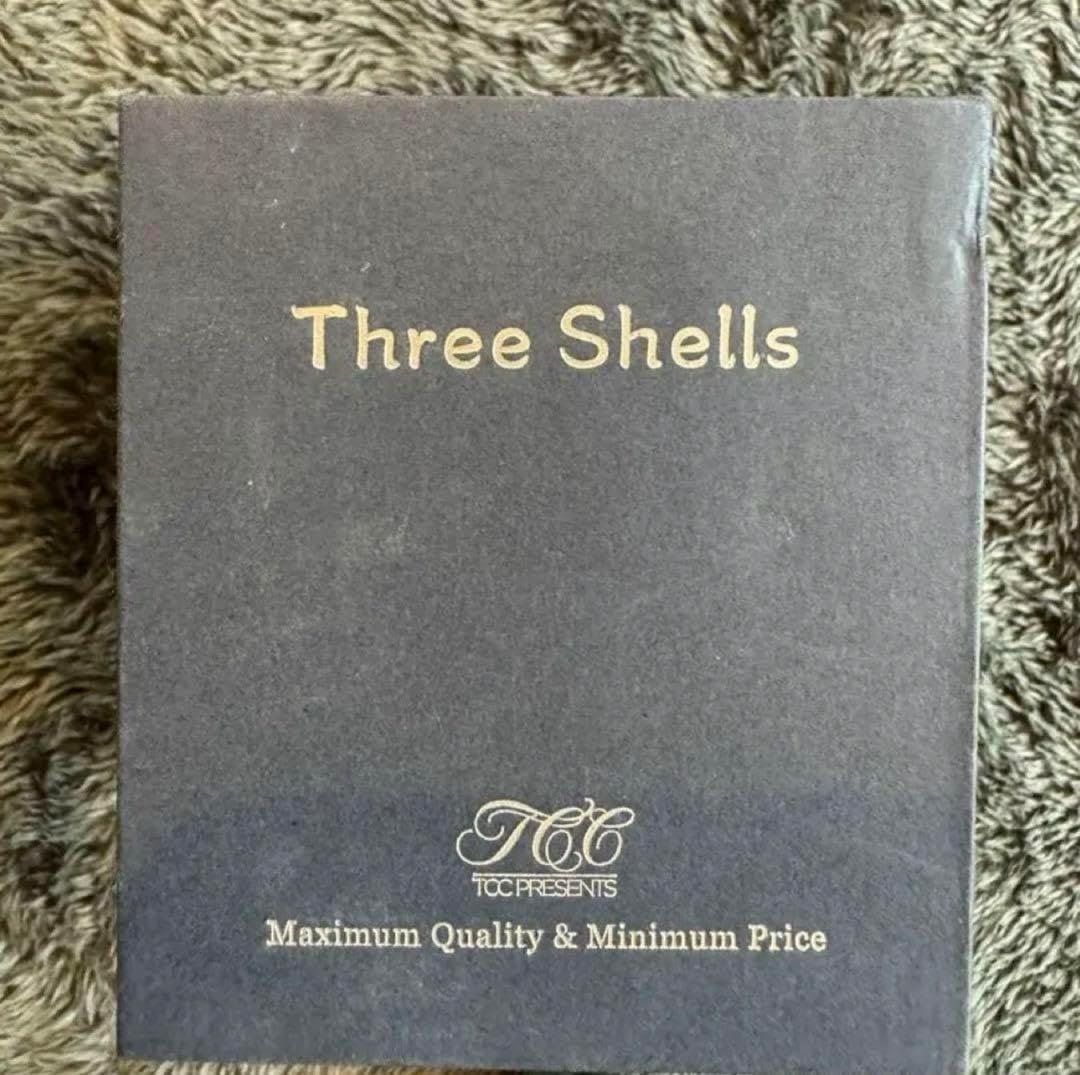 Three Shells
TCC
TCC PRESENTS
Maximum Quality & Minimum Price